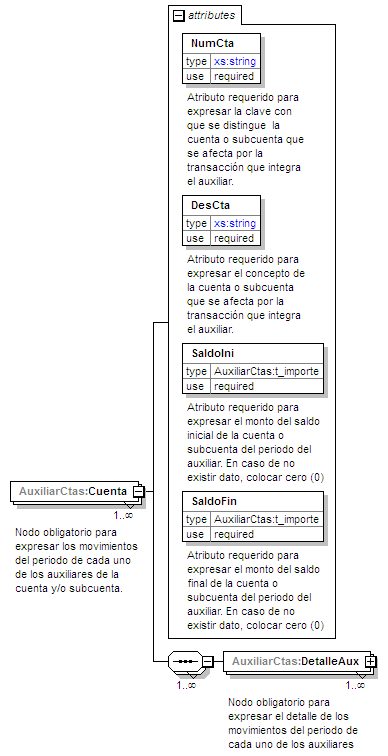 attributes
NumCta
type xs:string
use required
Atributo requerido para
expresar la clave con
que se distingue la
cuenta o subcuenta que
se afecta por la
transacción que integra
el auxiliar.
DesCta
type xs:string
use required
Atributo requerido para
expresar el concepto de
la cuenta o subcuenta
que se afecta por la
transacción que integra
el auxiliar.
SaldoIni
type AuxiliarCtas:t_importe
use required
Atributo requerido para
expresar el monto del saldo
inicial de la cuenta o
subcuenta del periodo del
auxiliar. En caso de no
existir dato, colocar cero (0)
SaldoFin
type AuxiliarCtas:t_importe
use required
Atributo requerido para
expresar el monto del saldo
final de la cuenta o
subcuenta del periodo del
auxiliar. En caso de no
existir dato, colocar cero (0)
AuxiliarCtas:Cuenta
1..∞
Nodo obligatorio para
expresar los movimientos
del periodo de cada uno
de los auxiliares de la
cuenta y/o subcuenta.
1..∞
AuxiliarCtas:DetalleAux
1..∞
Nodo obligatorio para
expresar el detalle de los
movimientos del periodo de
cada uno de los auxiliares